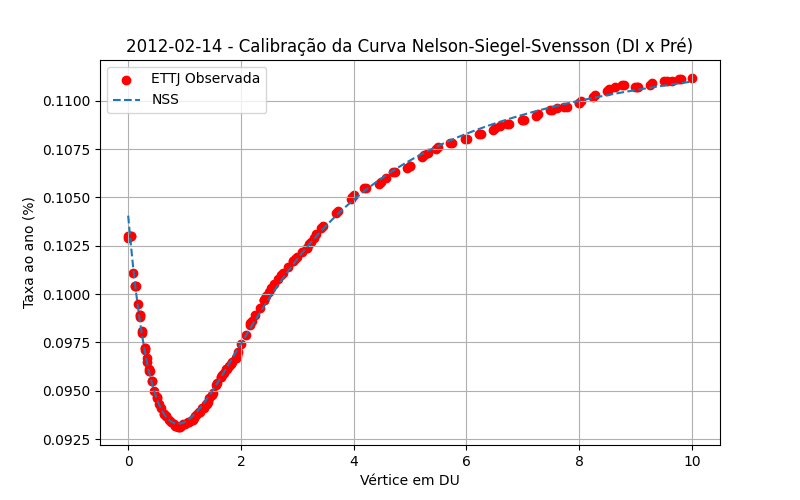 2012-02-14 - Calibração da Curva Nelson-Siegel-Svensson (DI x Pré)
ETTJ Observada
NSS
Taxa ao ano (%)
0.1100
0.1075
0.1050
0.1025
0.1000
0.0975
0.0950
0.0925
0 2 4 6 8 10
Vértice em DU